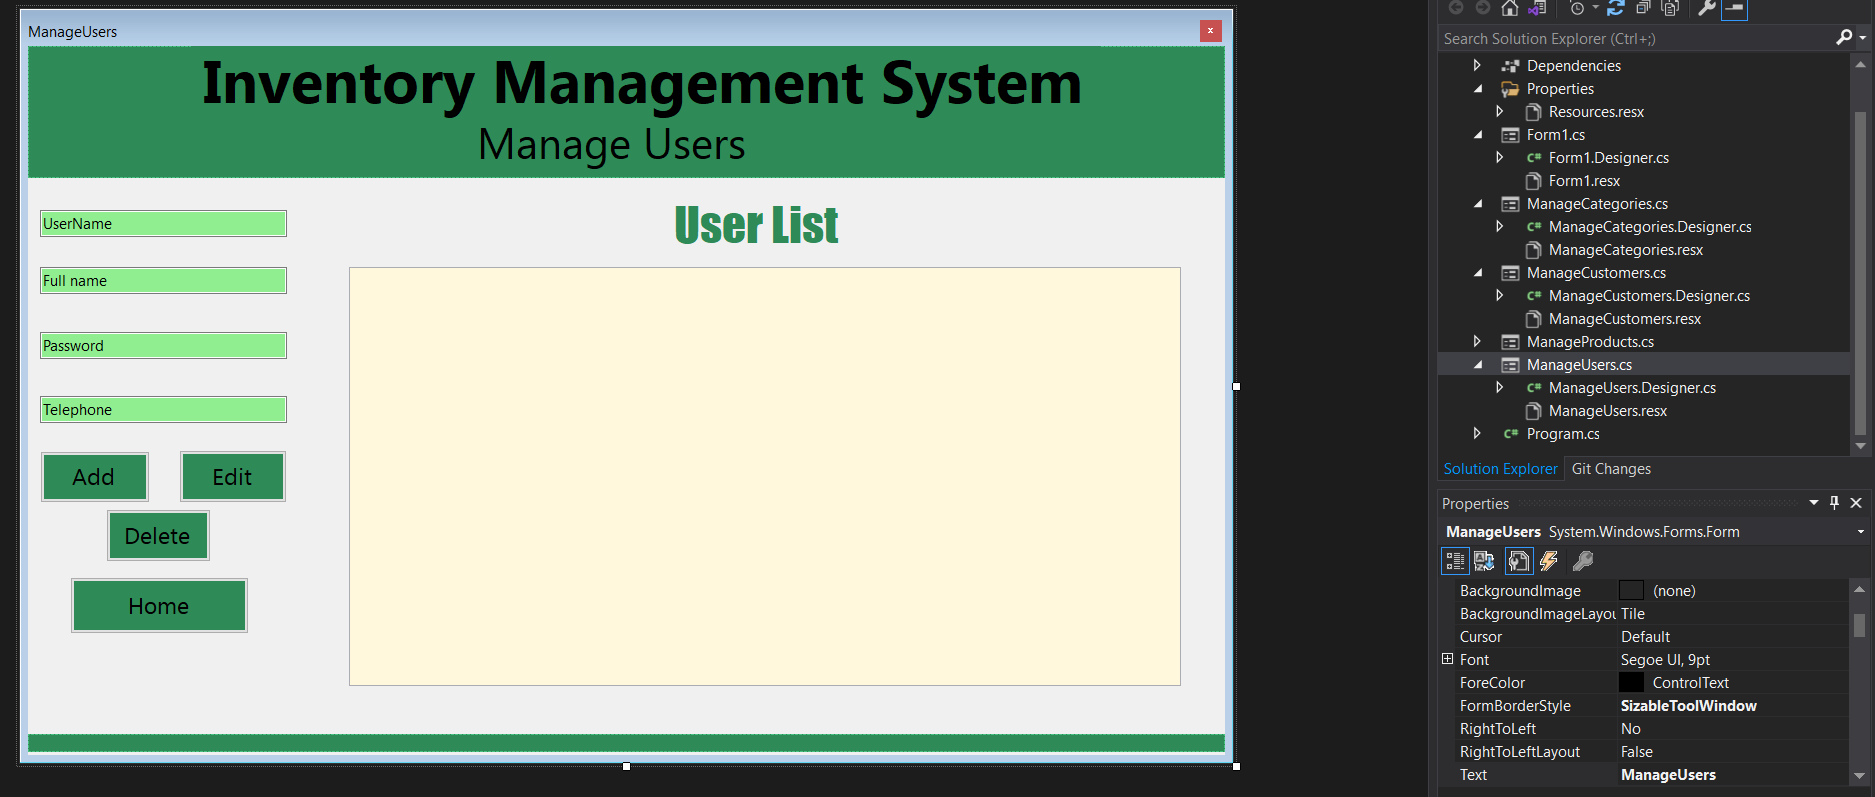 ManageUsers
x
Inventory Management System
Manage Users
UserName
User List
Full name
Password
Telephone
Add
Edit
Delete
Home
Search Solution Explorer (Ctrl+;)
Dependencies
Properties
Resources.resx
Form1.cs
C# Form1.Designer.cs
Form1.resx
ManageCategories.cs
C# ManageCategories.Designer.cs
ManageCategories.resx
ManageCustomers.cs
C# ManageCustomers.Designer.cs
ManageCustomers.resx
ManageProducts.cs
ManageUsers.cs
C# ManageUsers.Designer.cs
ManageUsers.resx
C# Program.cs
Solution Explorer Git Changes
Properties
ManageUsers System.Windows.Forms.Form
BackgroundImage (none)
BackgroundImageLayou Tile
Cursor Default
Font Segoe UI, 9pt
ForeColor ControlText
FormBorderStyle SizableToolWindow
RightToLeft No
RightToLeftLayout False
Text ManageUsers